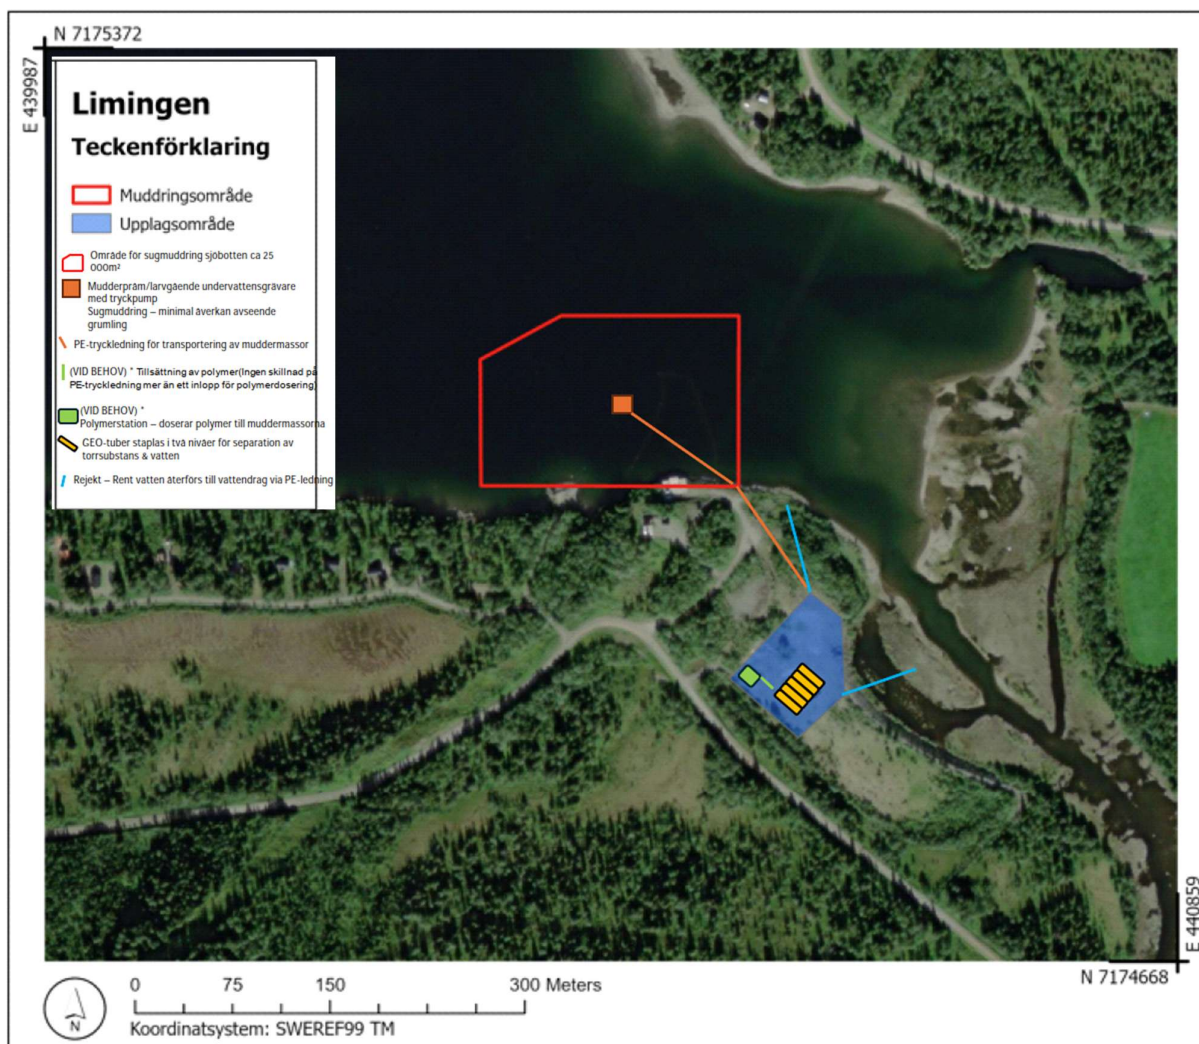 N 7175372
E 439987
Limingen
Teckenförklaring
Muddringsområde
Upplagsområde
Område för sugmuddring sjöbotten ca 25
000m²
Mudderpråm/larvgående undervattensgrävare
med tryckpump
Sugmuddring – minimal åverkan avseende
grumling
PE-tryckledning för transportering av muddermassor
(VID BEHOV) * Tillsättning av polymer(Ingen skillnad på
PE-tryckledning mer än ett inlopp för polymerdosering)
(VID BEHOV) *
Polymerstation – doserar polymer till muddermassorna
GEO-tuber staplas i två nivåer för separation av
torrsubstans & vatten
Rejekt – Rent vatten återförs till vattendrag via PE-ledning
E 440859
N 7174668
N
0 75 150 300 Meters
Koordinatsystem: SWEREF99 TM